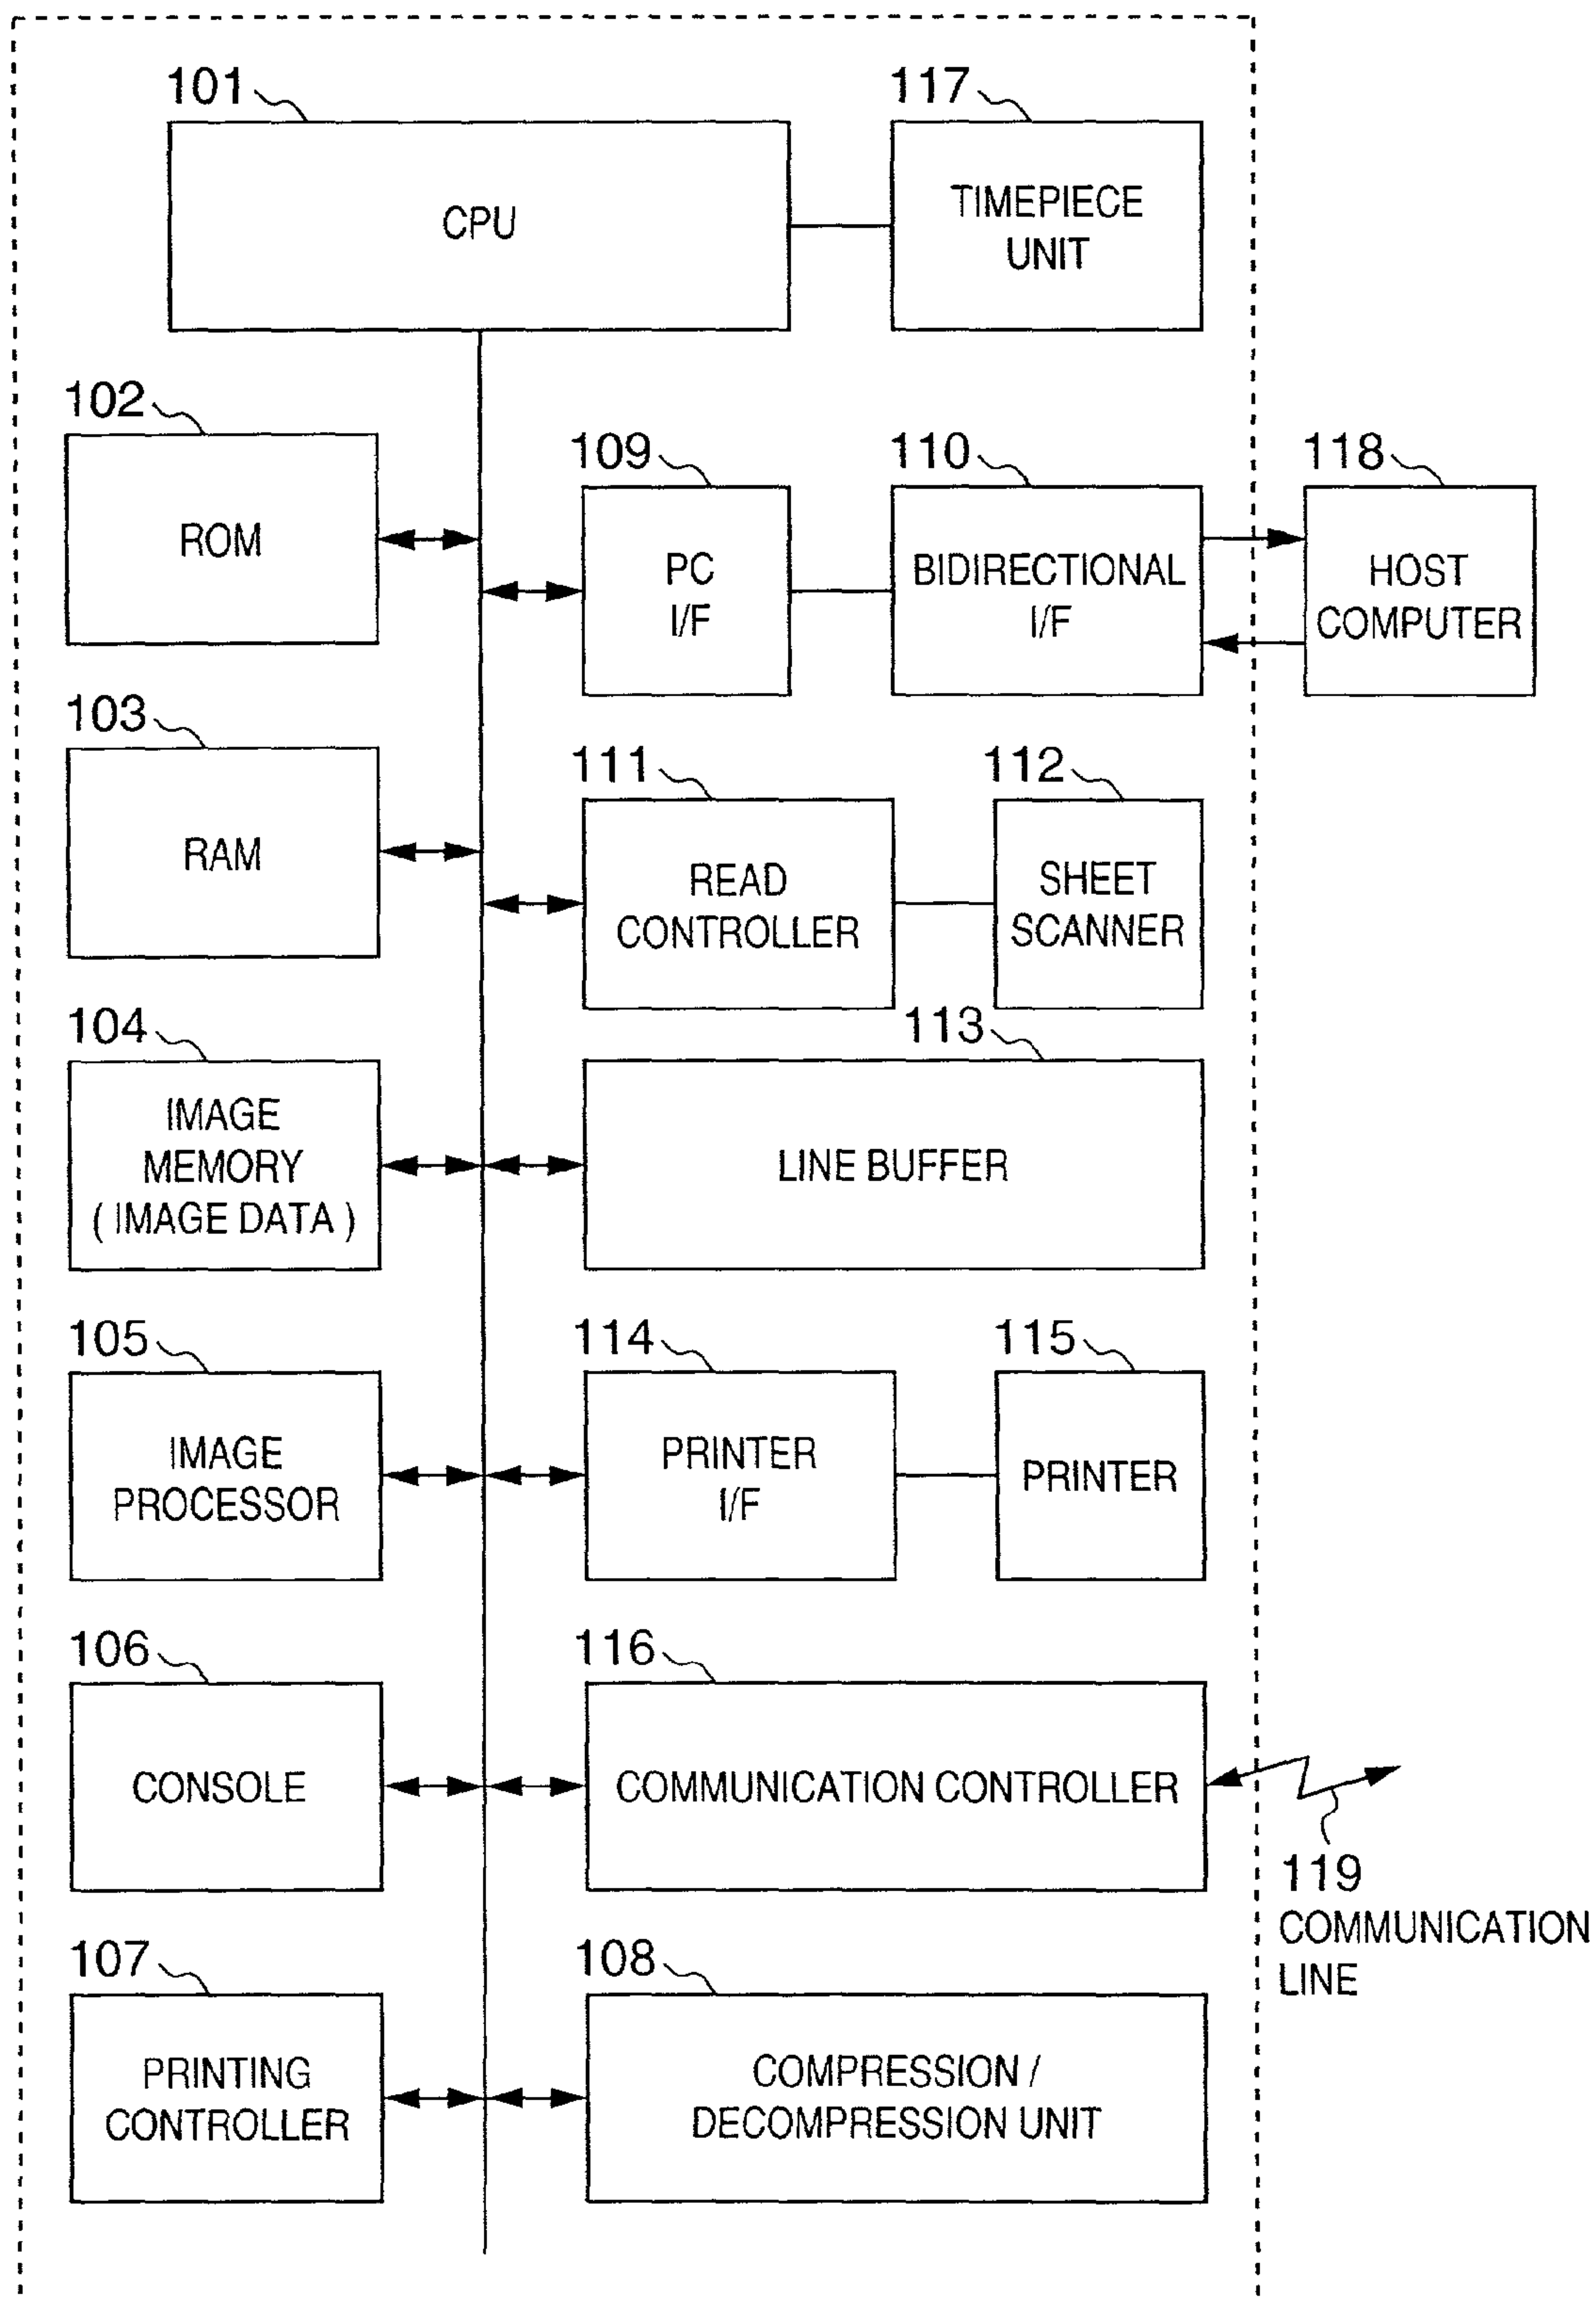 101
117
CPU
TIMEPIECE
UNIT
102
ROM
109
110
118
PC
I/F
BIDIRECTIONAL
I/F
HOST
COMPUTER
103
RAM
111
112
READ
CONTROLLER
SHEET
SCANNER
104
113
IMAGE
MEMORY
( IMAGE DATA )
LINE BUFFER
105
114
115
IMAGE
PROCESSOR
PRINTER
I/F
PRINTER
106
116
CONSOLE
COMMUNICATION CONTROLLER
119
COMMUNICATION
LINE
107
108
PRINTING
CONTROLLER
COMPRESSION /
DECOMPRESSION UNIT